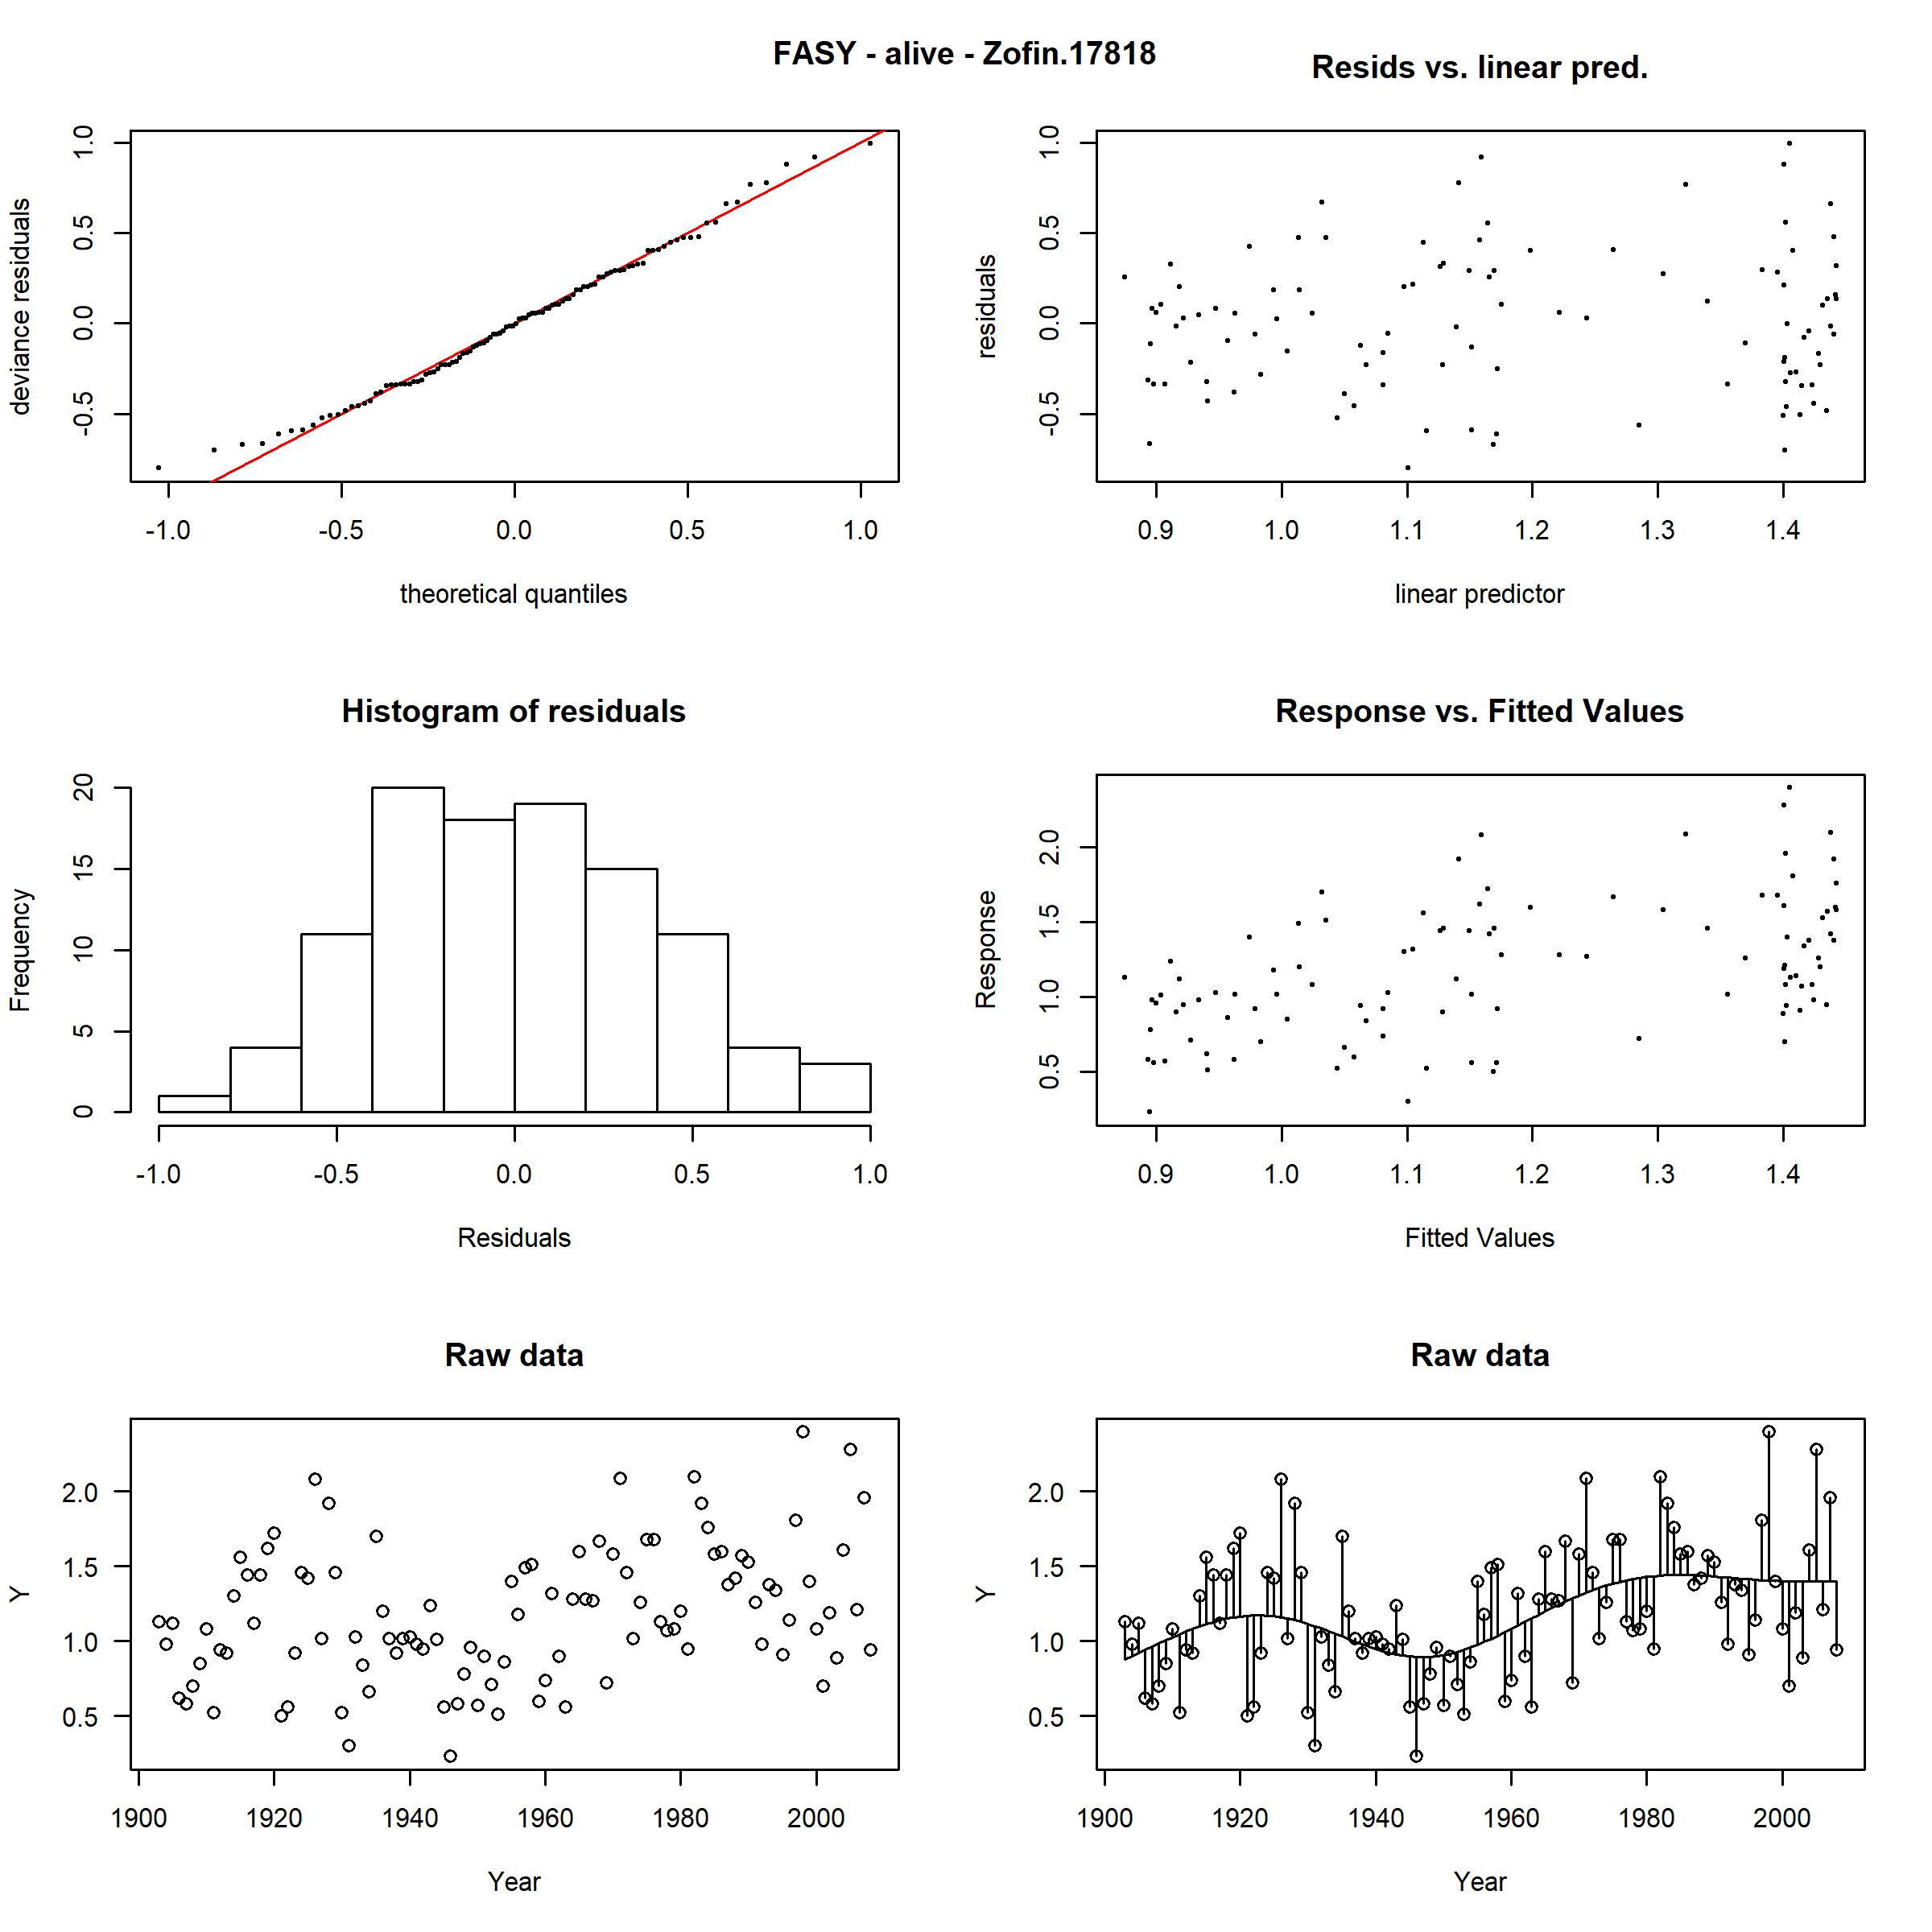 FASY - alive - Zofin.17818
Resids vs. linear pred.
deviance residuals
-0.5 0.0 0.5 1.0
-1.0 -0.5 0.0 0.5 1.0
theoretical quantiles
residuals
-0.5 0.0 0.5 1.0
0.9 1.0 1.1 1.2 1.3 1.4
linear predictor
Histogram of residuals
Frequency
0 5 10 15 20
-1.0 -0.5 0.0 0.5 1.0
Residuals
Response vs. Fitted Values
Response
0.5 1.0 1.5 2.0
0.9 1.0 1.1 1.2 1.3 1.4
Fitted Values
Raw data
Y
2.0
1.5
1.0
0.5
1900 1920 1940 1960 1980 2000
Year
Raw data
Y
2.0
1.5
1.0
0.5
1900 1920 1940 1960 1980 2000
Year